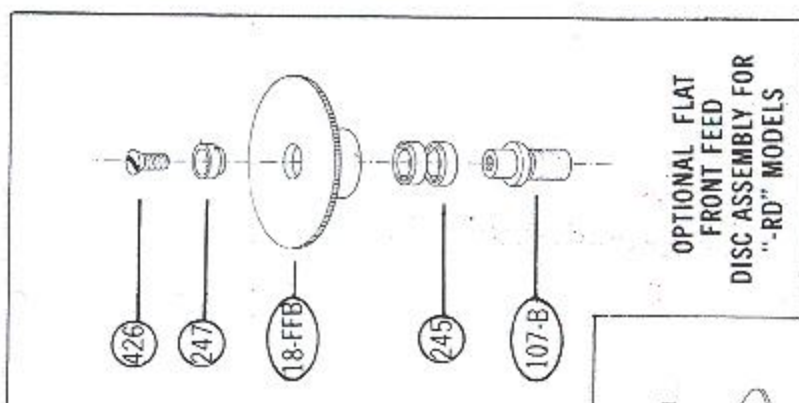 OPTIONAL FLAT
FRONT FEED
DISC ASSEMBLY FOR
"-RD" MODELS
426
247
18-FFB
245
107-B